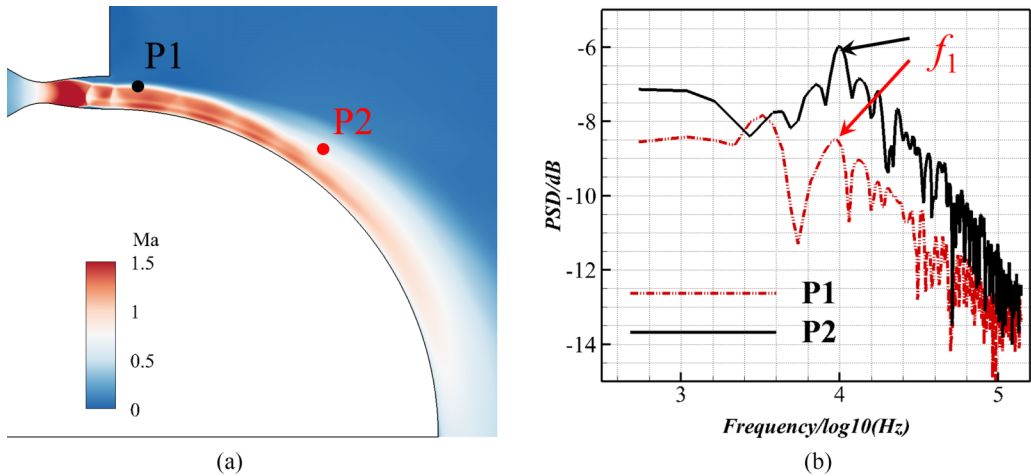 P1
P2
Ma
1.5
1
0.5
0
(a)
-6
-8
-10
-12
-14
PSD/dB
f1
P1
P2
3
4
5
Frequency/log10(Hz)
(b)